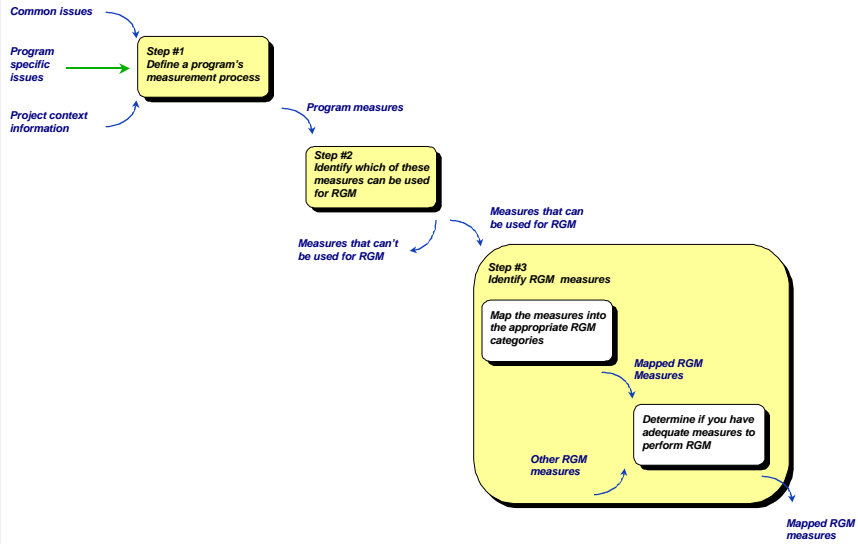 Common issues
Program
specific
issues
Project context
information
Step #1
Define a program's
measurement process
Program measures
Step #2
Identify which of these
measures can be used
for RGM
Measures that can't
be used for RGM
Measures that can
be used for RGM
Step #3
Identify RGM measures
Map the measures into
the appropriate RGM
categories
Mapped RGM
Measures
Determine if you have
adequate measures to
perform RGM
Other RGM
measures
Mapped RGM
measures